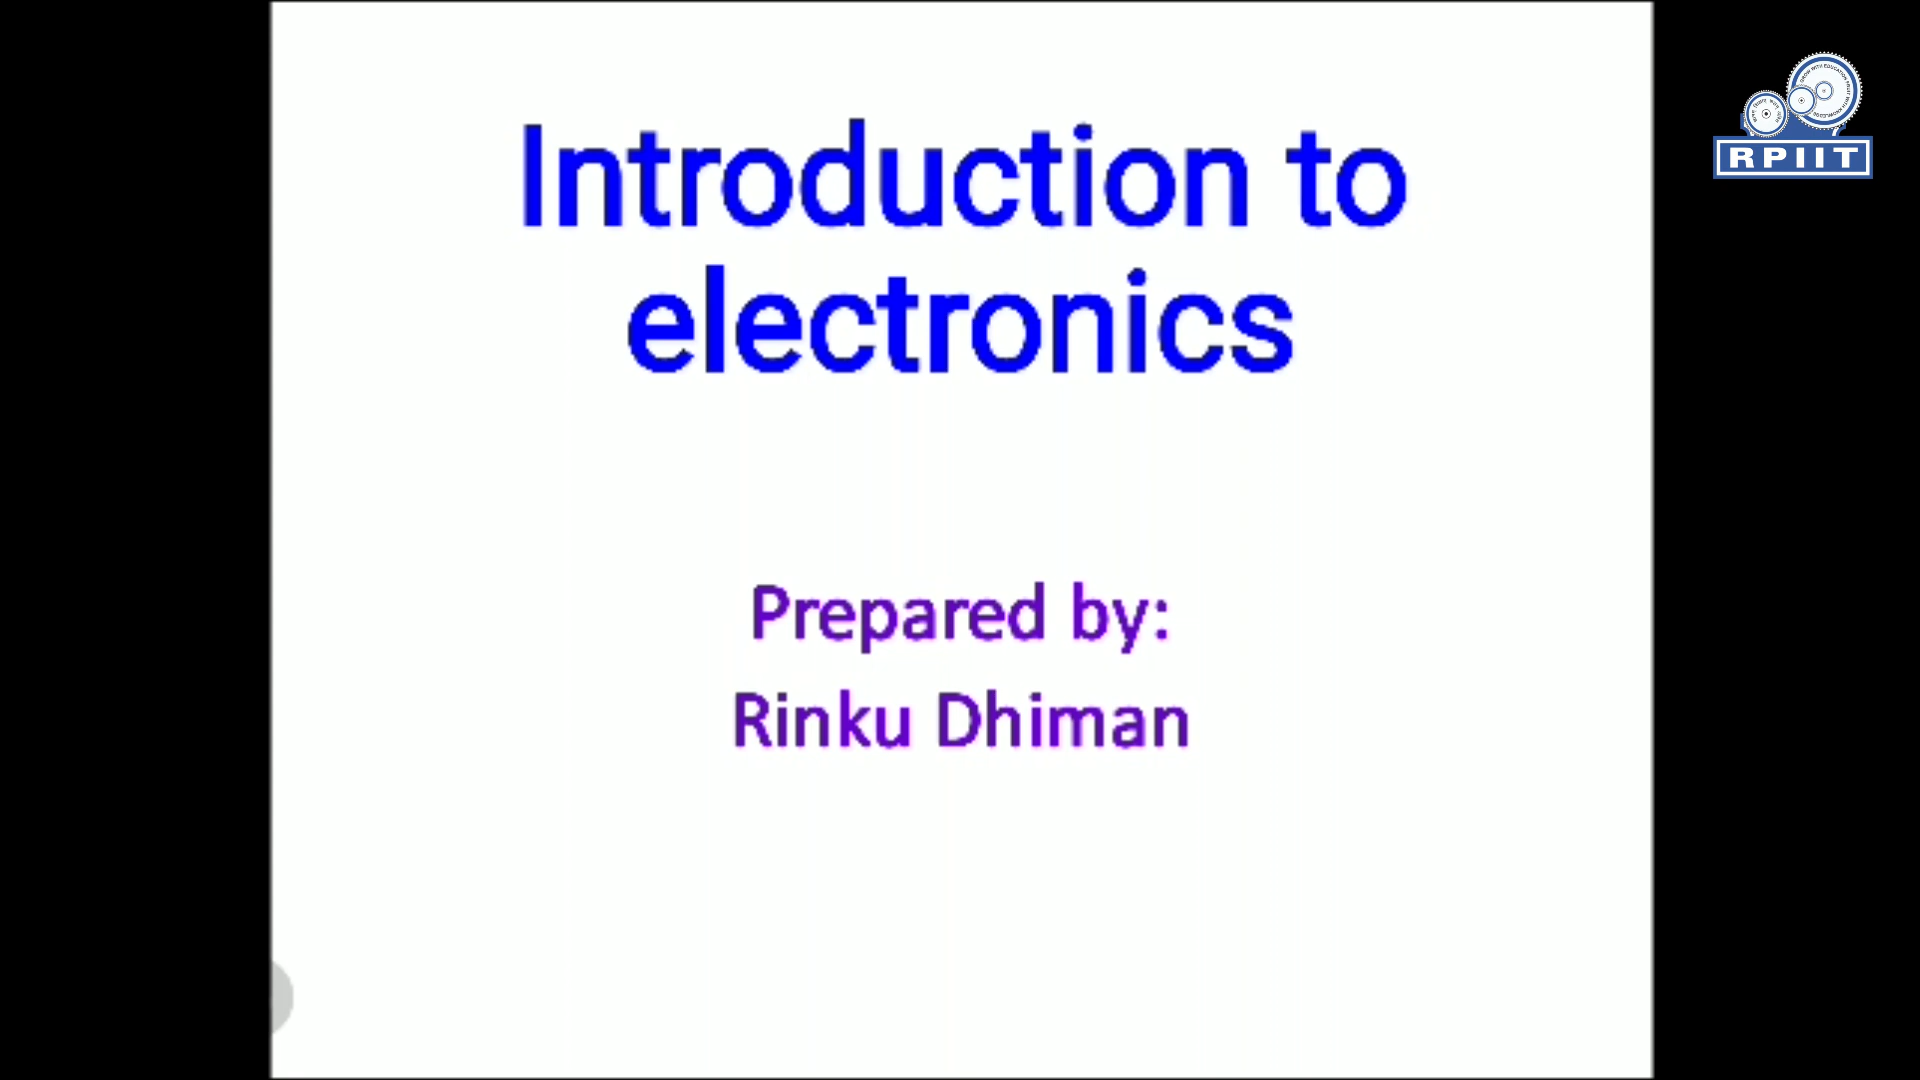 Introduction to
electronics
Prepared by:
Rinku Dhiman
RPIIT